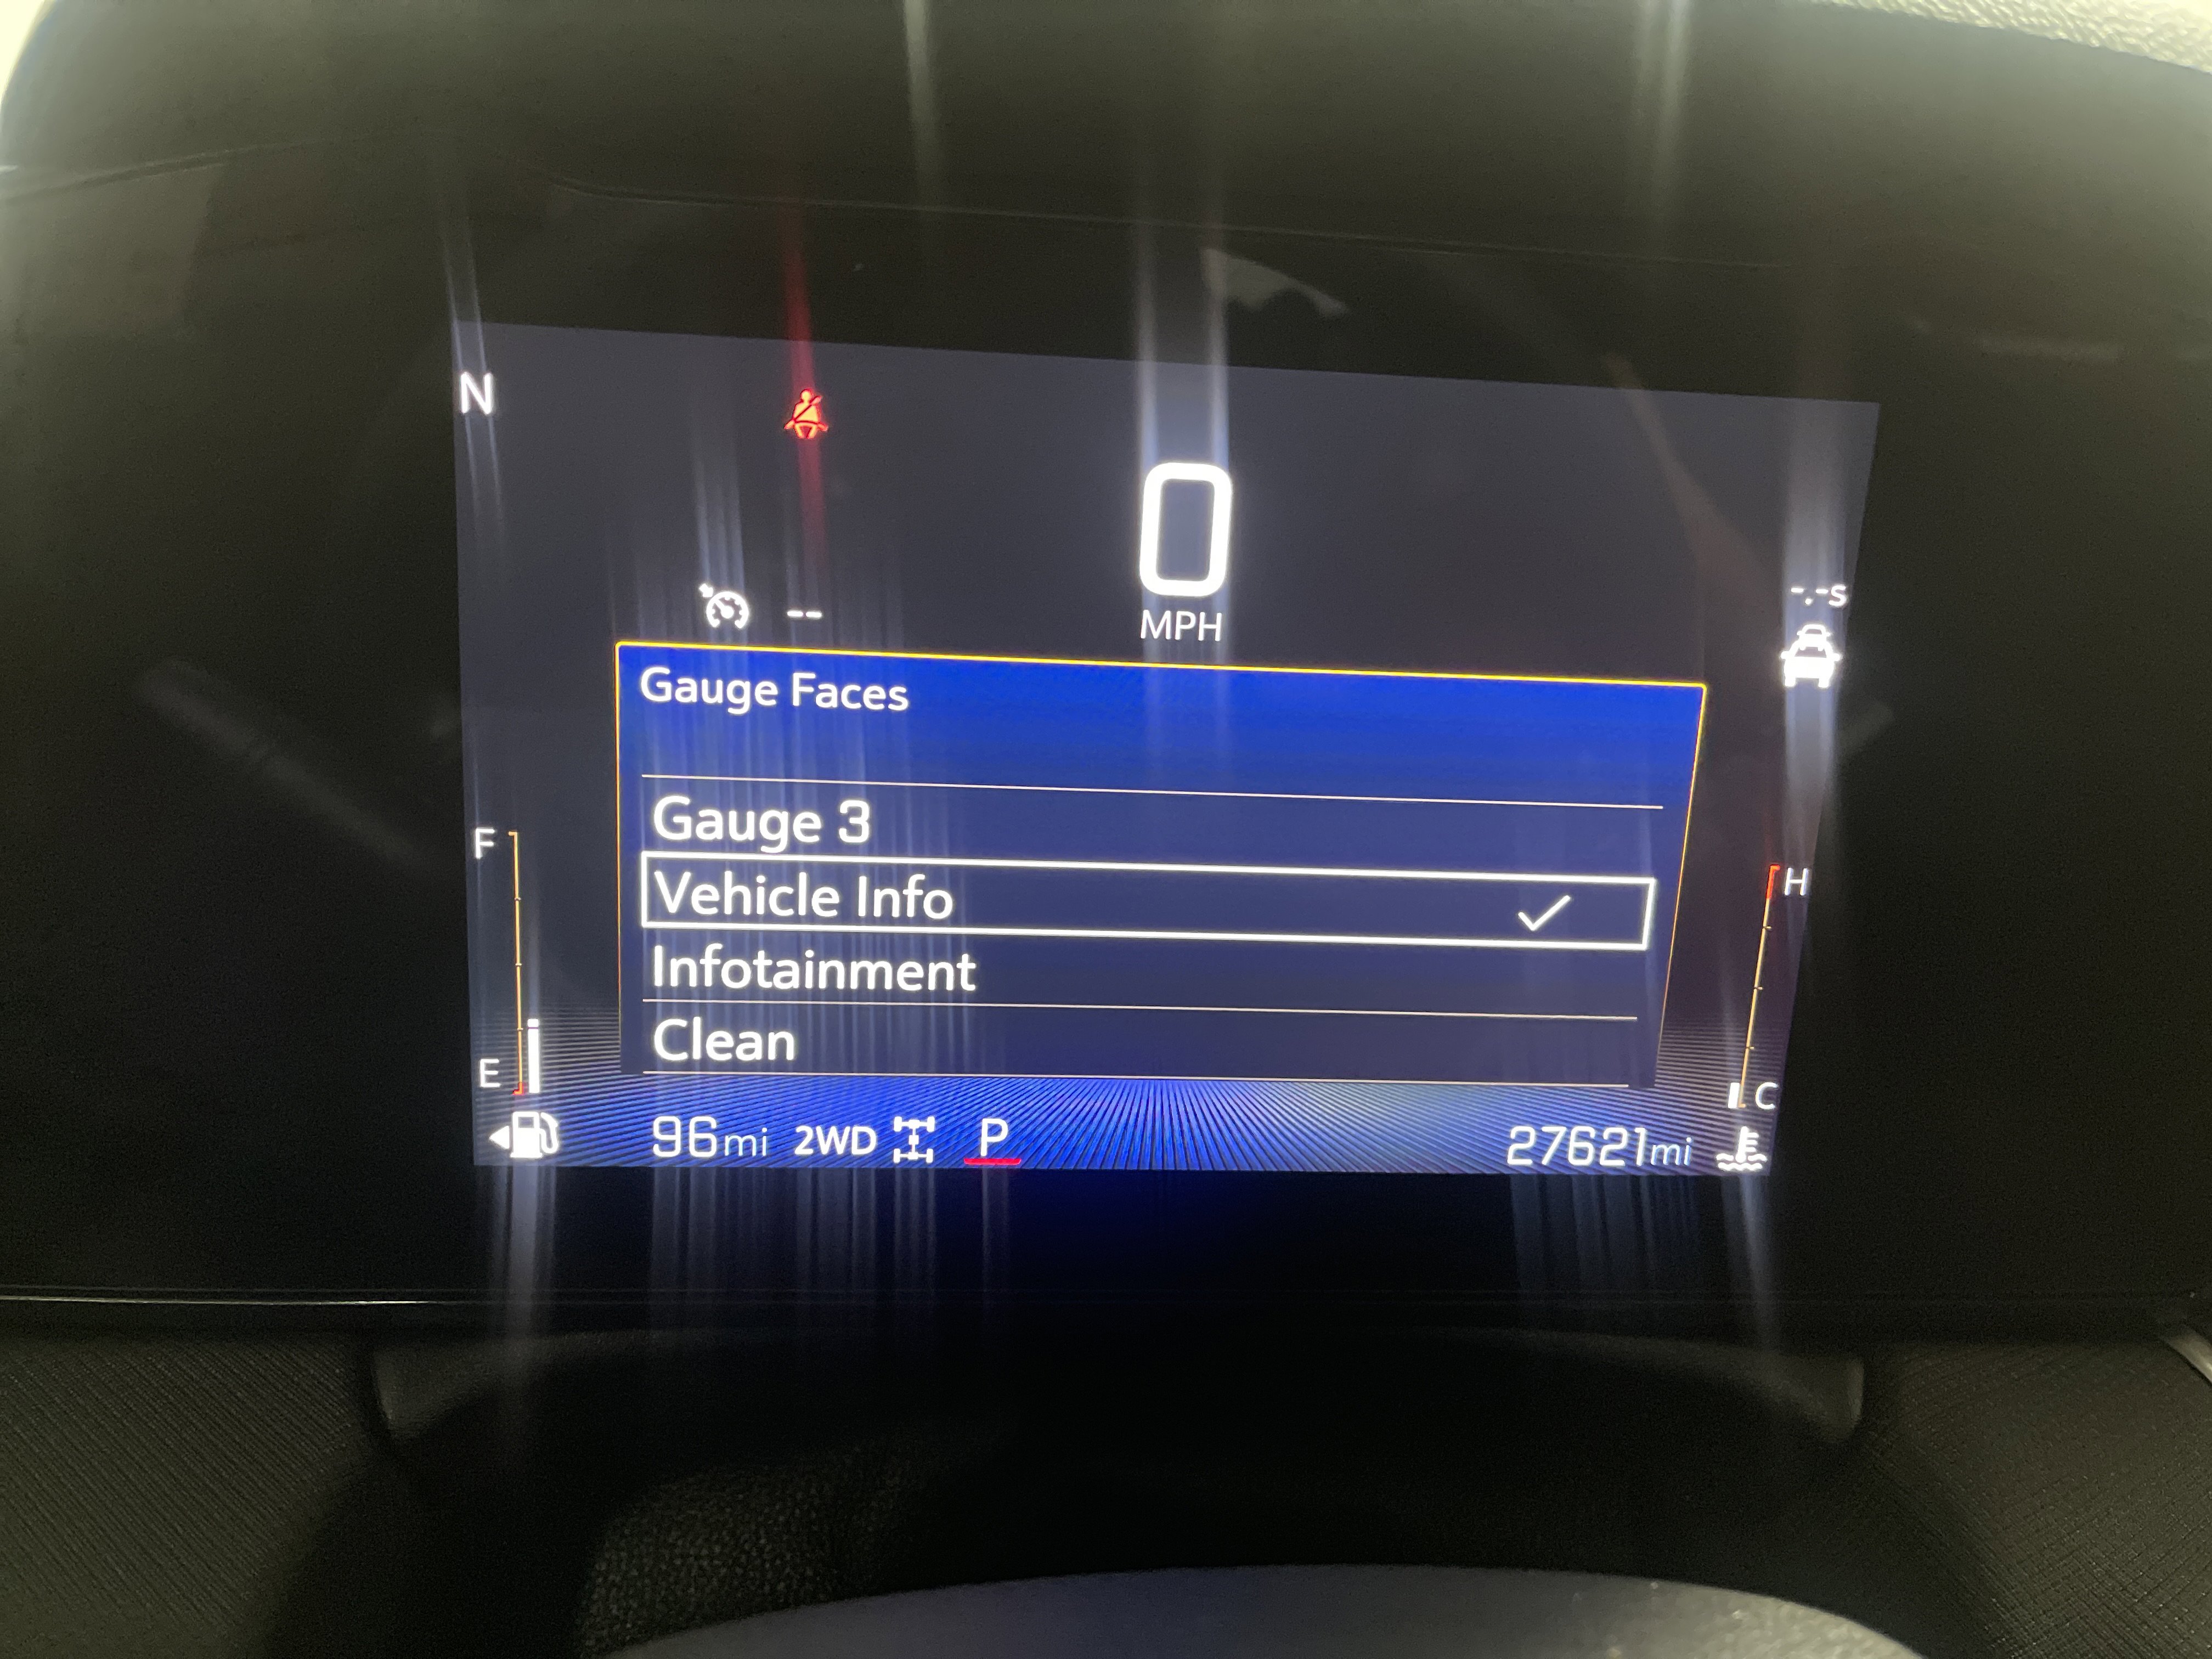 N
0
--
MPH
-.-s
Gauge Faces
Gauge 3
Vehicle Info
Infotainment
Clean
F
E
H
C
96mi 2WD P 27621mi